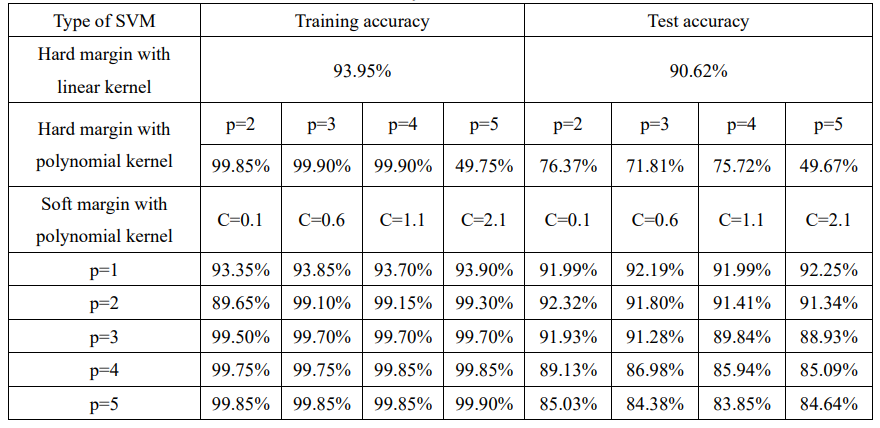 Type of SVM Training accuracy Test accuracy
Hard margin with
linear kernel
93.95% 90.62%
Hard margin with
polynomial kernel
p=2 p=3 p=4 p=5 p=2 p=3 p=4 p=5
99.85% 99.90% 99.90% 49.75% 76.37% 71.81% 75.72% 49.67%
Soft margin with
polynomial kernel
C=0.1 C=0.6 C=1.1 C=2.1 C=0.1 C=0.6 C=1.1 C=2.1
p=1 93.35% 93.85% 93.70% 93.90% 91.99% 92.19% 91.99% 92.25%
p=2 89.65% 99.10% 99.15% 99.30% 92.32% 91.80% 91.41% 91.34%
p=3 99.50% 99.70% 99.70% 99.70% 91.93% 91.28% 89.84% 88.93%
p=4 99.75% 99.75% 99.85% 99.85% 89.13% 86.98% 85.94% 85.09%
p=5 99.85% 99.85% 99.85% 99.90% 85.03% 84.38% 83.85% 84.64%